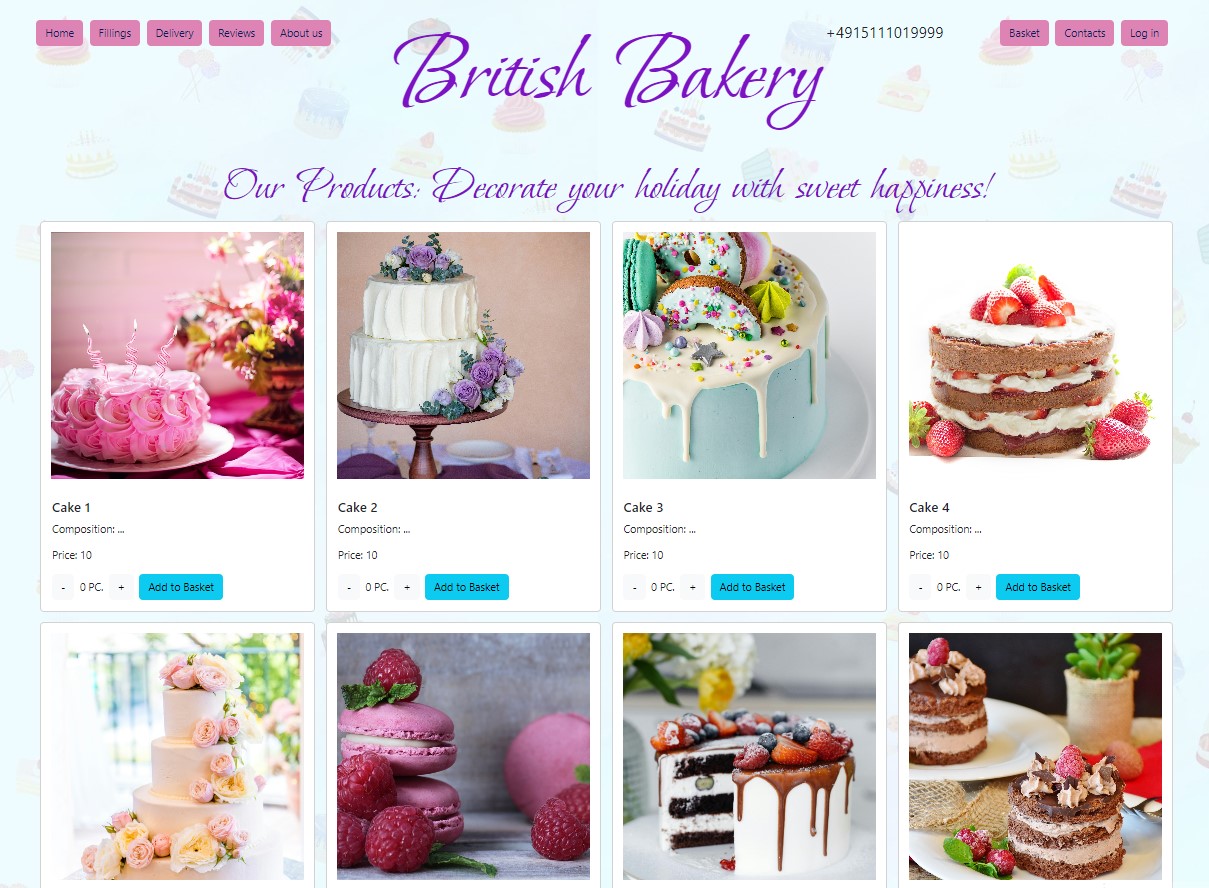 Home Fillings Delivery Reviews About us +4915111019999 Basket Contacts Log in
British Bakery
Our Products: Decorate your holiday with sweet happiness!
Cake 1
Composition: ...
Price: 10
- 0 PC. + Add to Basket
Cake 2
Composition: ...
Price: 10
- 0 PC. + Add to Basket
Cake 3
Composition: ...
Price: 10
- 0 PC. + Add to Basket
Cake 4
Composition: ...
Price: 10
- 0 PC. + Add to Basket